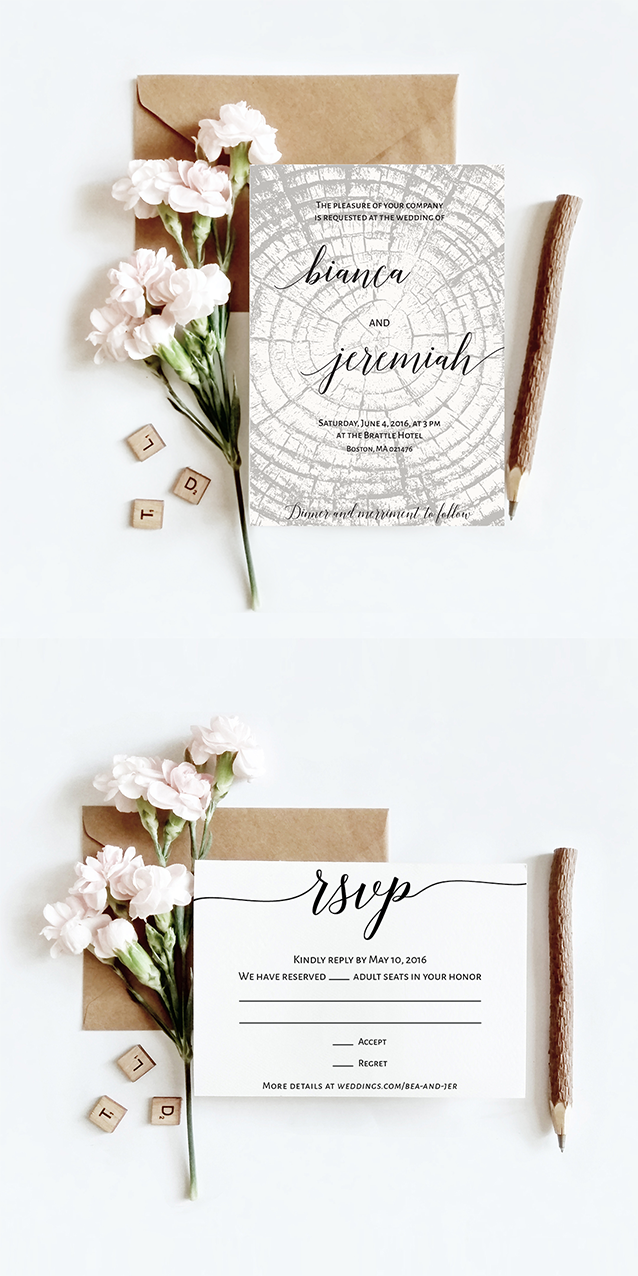 The pleasure of your company
is requested at the wedding of
bianca
and
jeremiah
Saturday, June 4, 2016, at 3 pm
at the Brattle Hotel
Boston, MA 021476
Dinner and merriment to follow
L
D2
T
rsvp
Kindly reply by May 10, 2016
We have reserved ___ adult seats in your honor
___ Accept
___ Regret
More details at weddings.com/bea-and-jer
L
T
D2